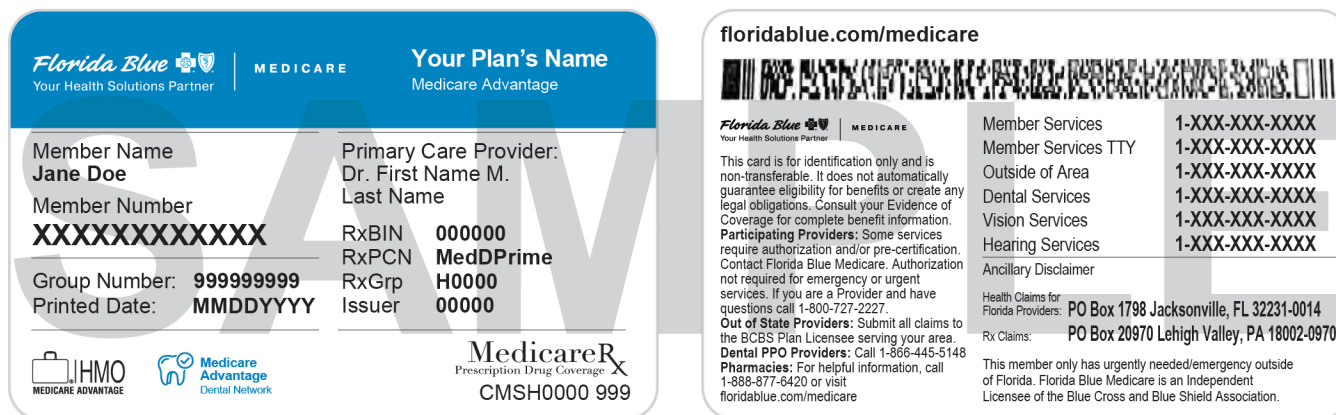 Florida Blue
Your Health Solutions Partner
MEDICARE
Your Plan's Name
Medicare Advantage
Member Name
Jane Doe
Member Number
XXXXXXXXXXXX
Group Number: 999999999
Printed Date: MMDDYYYY
Primary Care Provider:
Dr. First Name M.
Last Name
RxBIN 000000
RxPCN MedDPrime
RxGrp H0000
Issuer 00000
HMO
MEDICARE ADVANTAGE
Medicare
Advantage
Dental Network
MedicareRx
Prescription Drug Coverage
CMSH0000 999
floridablue.com/medicare
Florida Blue
Your Health Solutions Partner
MEDICARE
This card is for identification only and is
non-transferable. It does not automatically
guarantee eligibility for benefits or create any
legal obligations. Consult your Evidence of
Coverage for complete benefit information.
Participating Providers: Some services
require authorization and/or pre-certification.
Contact Florida Blue Medicare. Authorization
not required for emergency or urgent
services. If you are a Provider and have
questions call 1-800-727-2227.
Out of State Providers: Submit all claims to
the BCBS Plan Licensee serving your area.
Dental PPO Providers: Call 1-866-445-5148
Pharmacies: For helpful information, call
1-888-877-6420 or visit
floridablue.com/medicare
Member Services 1-XXX-XXX-XXXX
Member Services TTY 1-XXX-XXX-XXXX
Outside of Area 1-XXX-XXX-XXXX
Dental Services 1-XXX-XXX-XXXX
Vision Services 1-XXX-XXX-XXXX
Hearing Services 1-XXX-XXX-XXXX
Ancillary Disclaimer
Health Claims for
Florida Providers: PO Box 1798 Jacksonville, FL 32231-0014
Rx Claims: PO Box 20970 Lehigh Valley, PA 18002-0970
This member only has urgently needed/emergency outside
of Florida. Florida Blue Medicare is an Independent
Licensee of the Blue Cross and Blue Shield Association.
SAMPLE